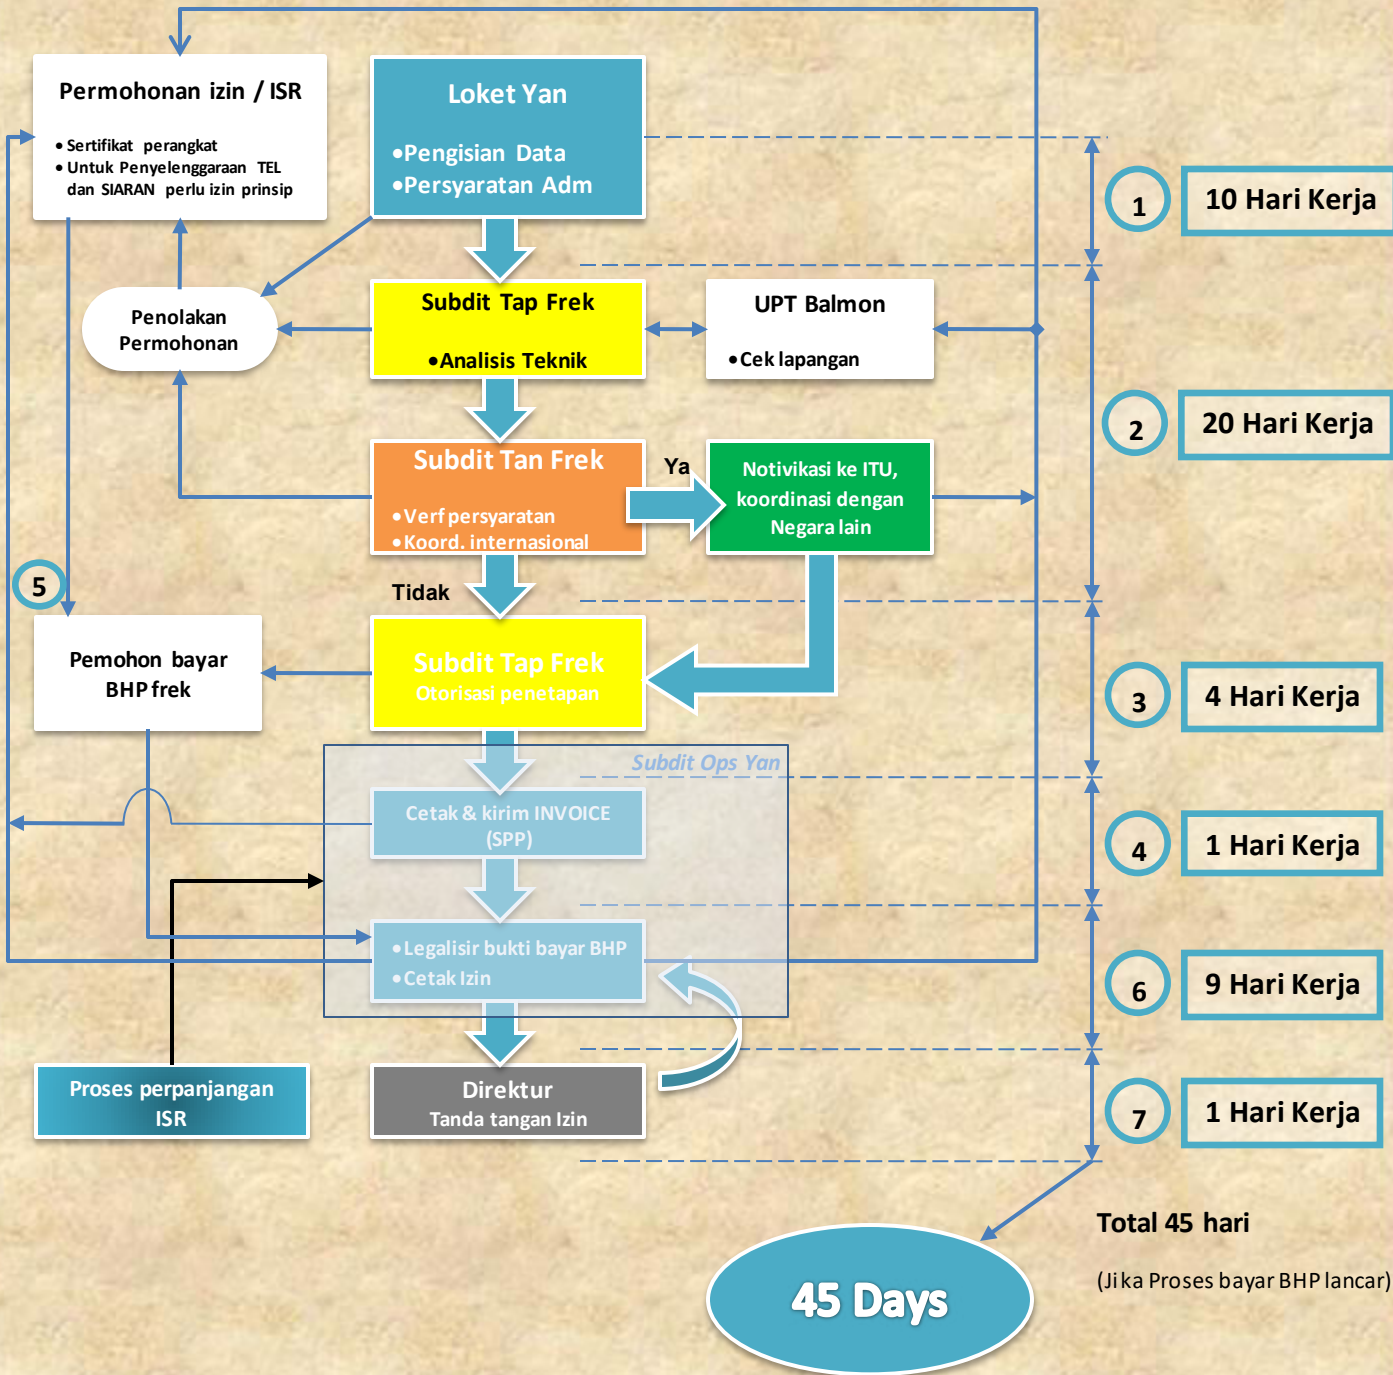 Permohonan izin / ISR
• Sertifikat perangkat
• Untuk Penyelenggaraan TEL
dan SIARAN perlu izin prinsip
Loket Yan
•Pengisian Data
•Persyaratan Adm
1
10 Hari Kerja
Penolakan
Permohonan
Subdit Tap Frek
•Analisis Teknik
UPT Balmon
•Cek lapangan
2
20 Hari Kerja
Subdit Tan Frek
•Verf persyaratan
•Koord. internasional
Ya
Notivikasi ke ITU,
koordinasi dengan
Negara lain
Tidak
5
Pemohon bayar
BHP frek
Subdit Tap Frek
Otorisasi penetapan
3
4 Hari Kerja
Subdit Ops Yan
Cetak & kirim INVOICE
(SPP)
4
1 Hari Kerja
•Legalisir bukti bayar BHP
•Cetak Izin
6
9 Hari Kerja
Proses perpanjangan
ISR
Direktur
Tanda tangan Izin
7
1 Hari Kerja
Total 45 hari
(Jika Proses bayar BHP lancar)
45 Days